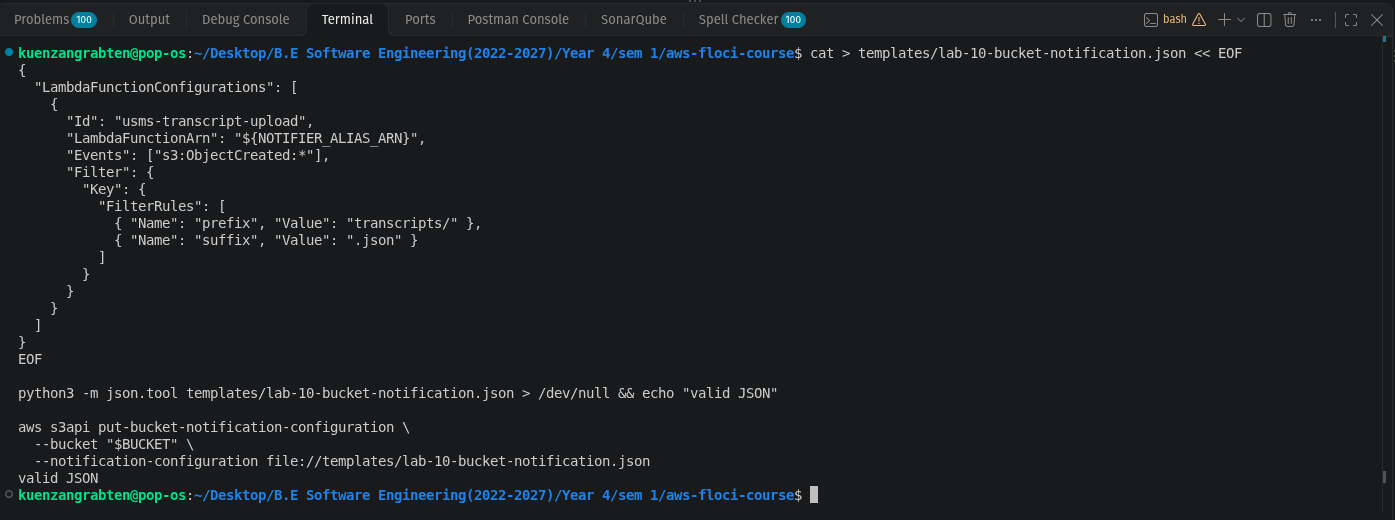 Problems 100 Output Debug Console Terminal Ports Postman Console SonarQube Spell Checker 100 bash
kuenzangrabten@pop-os:~/Desktop/B.E Software Engineering(2022-2027)/Year 4/sem 1/aws-floci-course$ cat > templates/lab-10-bucket-notification.json << EOF
{
  "LambdaFunctionConfigurations": [
    {
      "Id": "usms-transcript-upload",
      "LambdaFunctionArn": "${NOTIFIER_ALIAS_ARN}",
      "Events": ["s3:ObjectCreated:*"],
      "Filter": {
        "Key": {
          "FilterRules": [
            { "Name": "prefix", "Value": "transcripts/" },
            { "Name": "suffix", "Value": ".json" }
          ]
        }
      }
    }
  ]
}
EOF

python3 -m json.tool templates/lab-10-bucket-notification.json > /dev/null && echo "valid JSON"

aws s3api put-bucket-notification-configuration \
  --bucket "$BUCKET" \
  --notification-configuration file://templates/lab-10-bucket-notification.json
valid JSON
kuenzangrabten@pop-os:~/Desktop/B.E Software Engineering(2022-2027)/Year 4/sem 1/aws-floci-course$